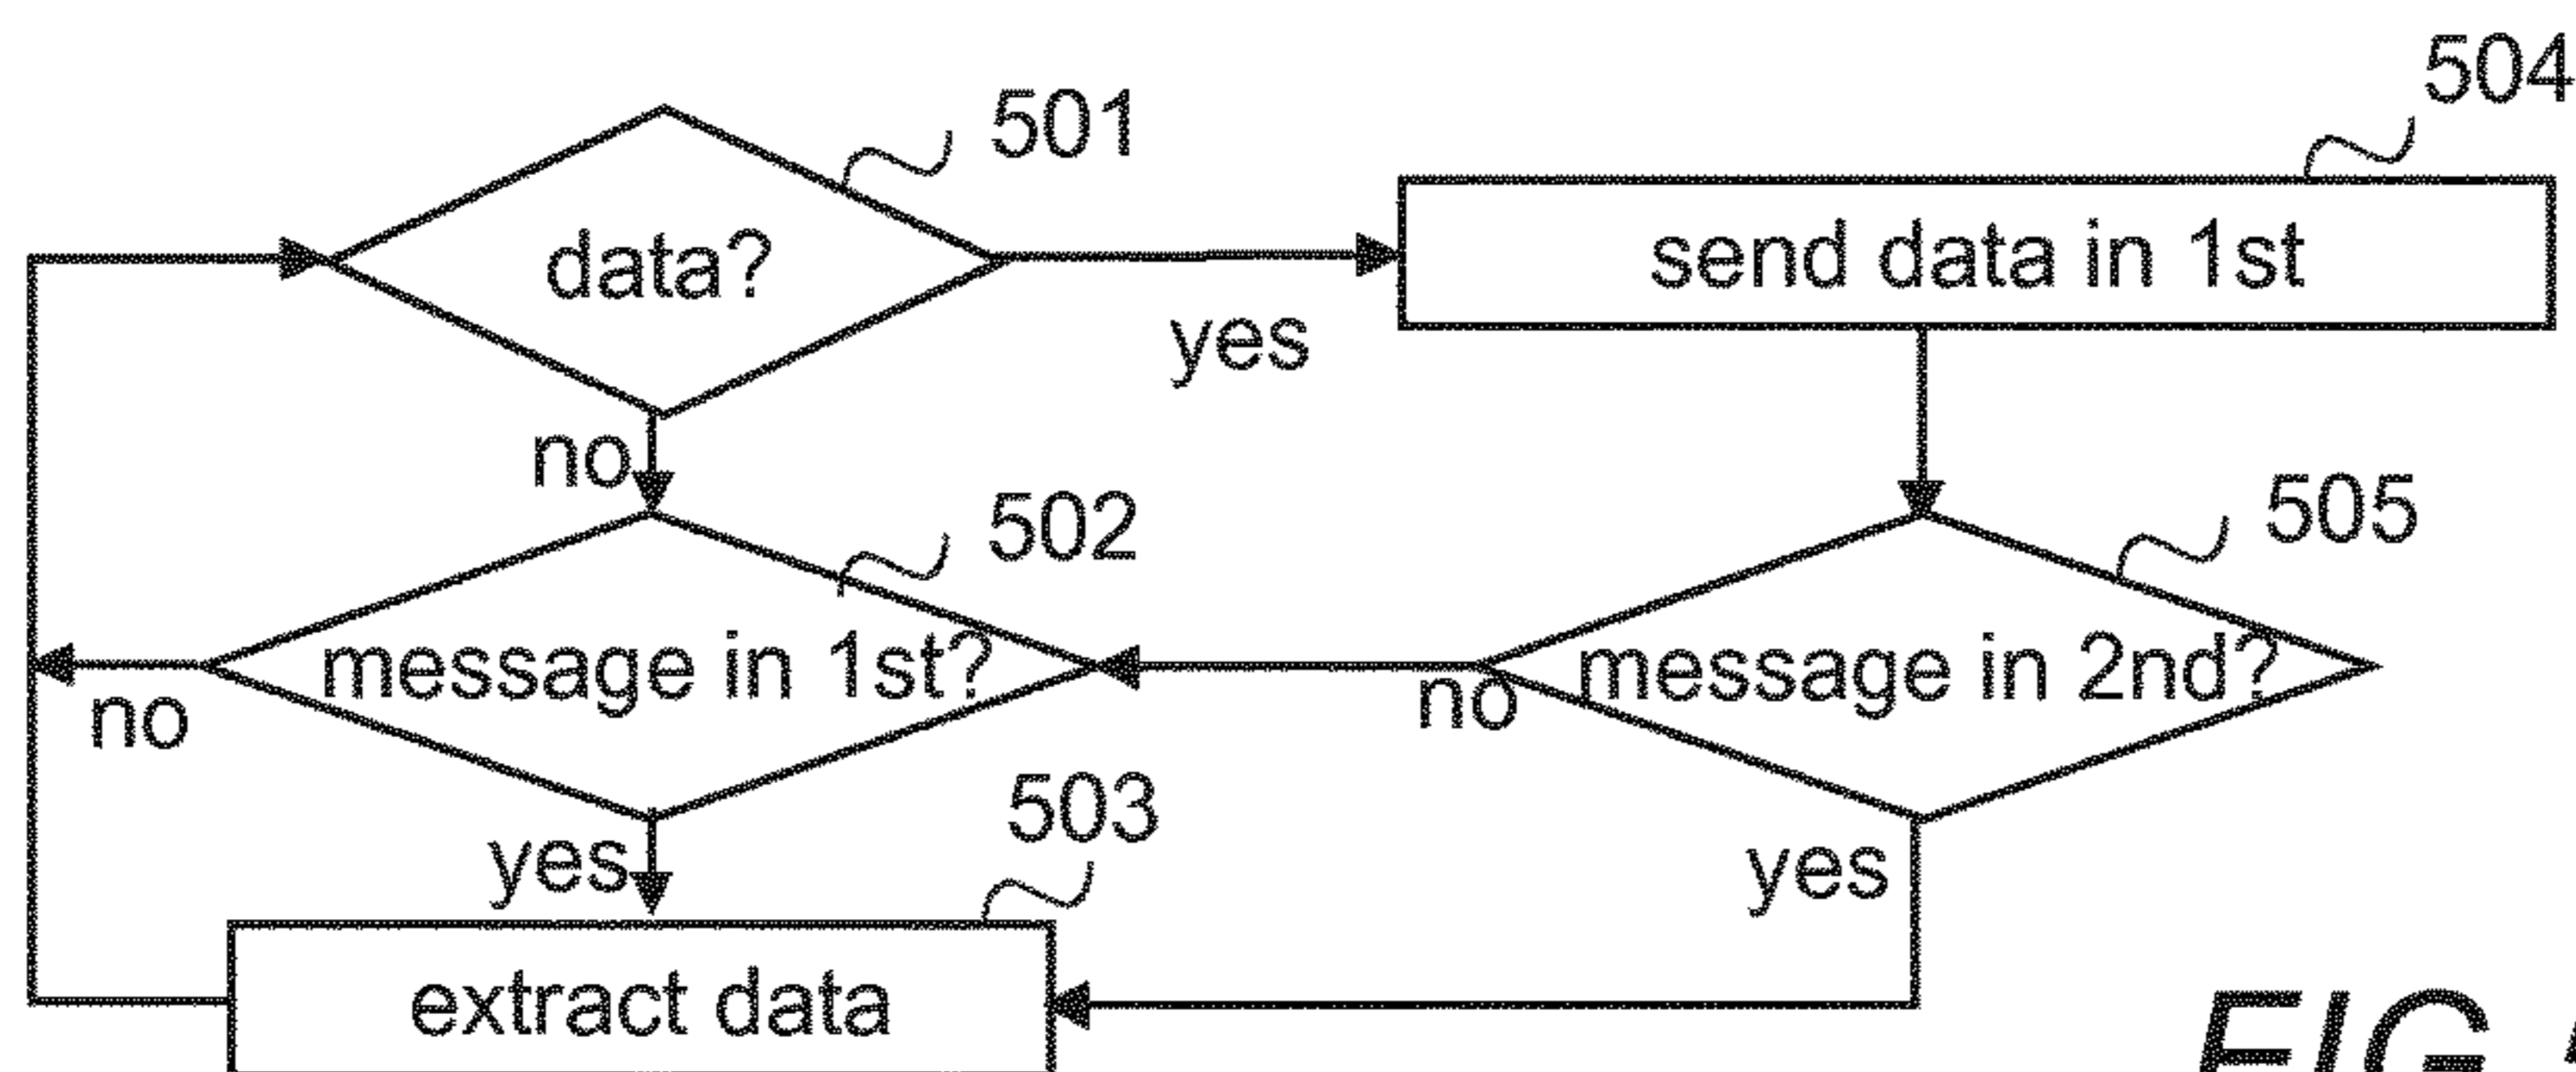 504
501
data?
send data in 1st
yes
no
502
505
message in 1st?
message in 2nd?
no
no
503
yes
yes
extract data
FIG